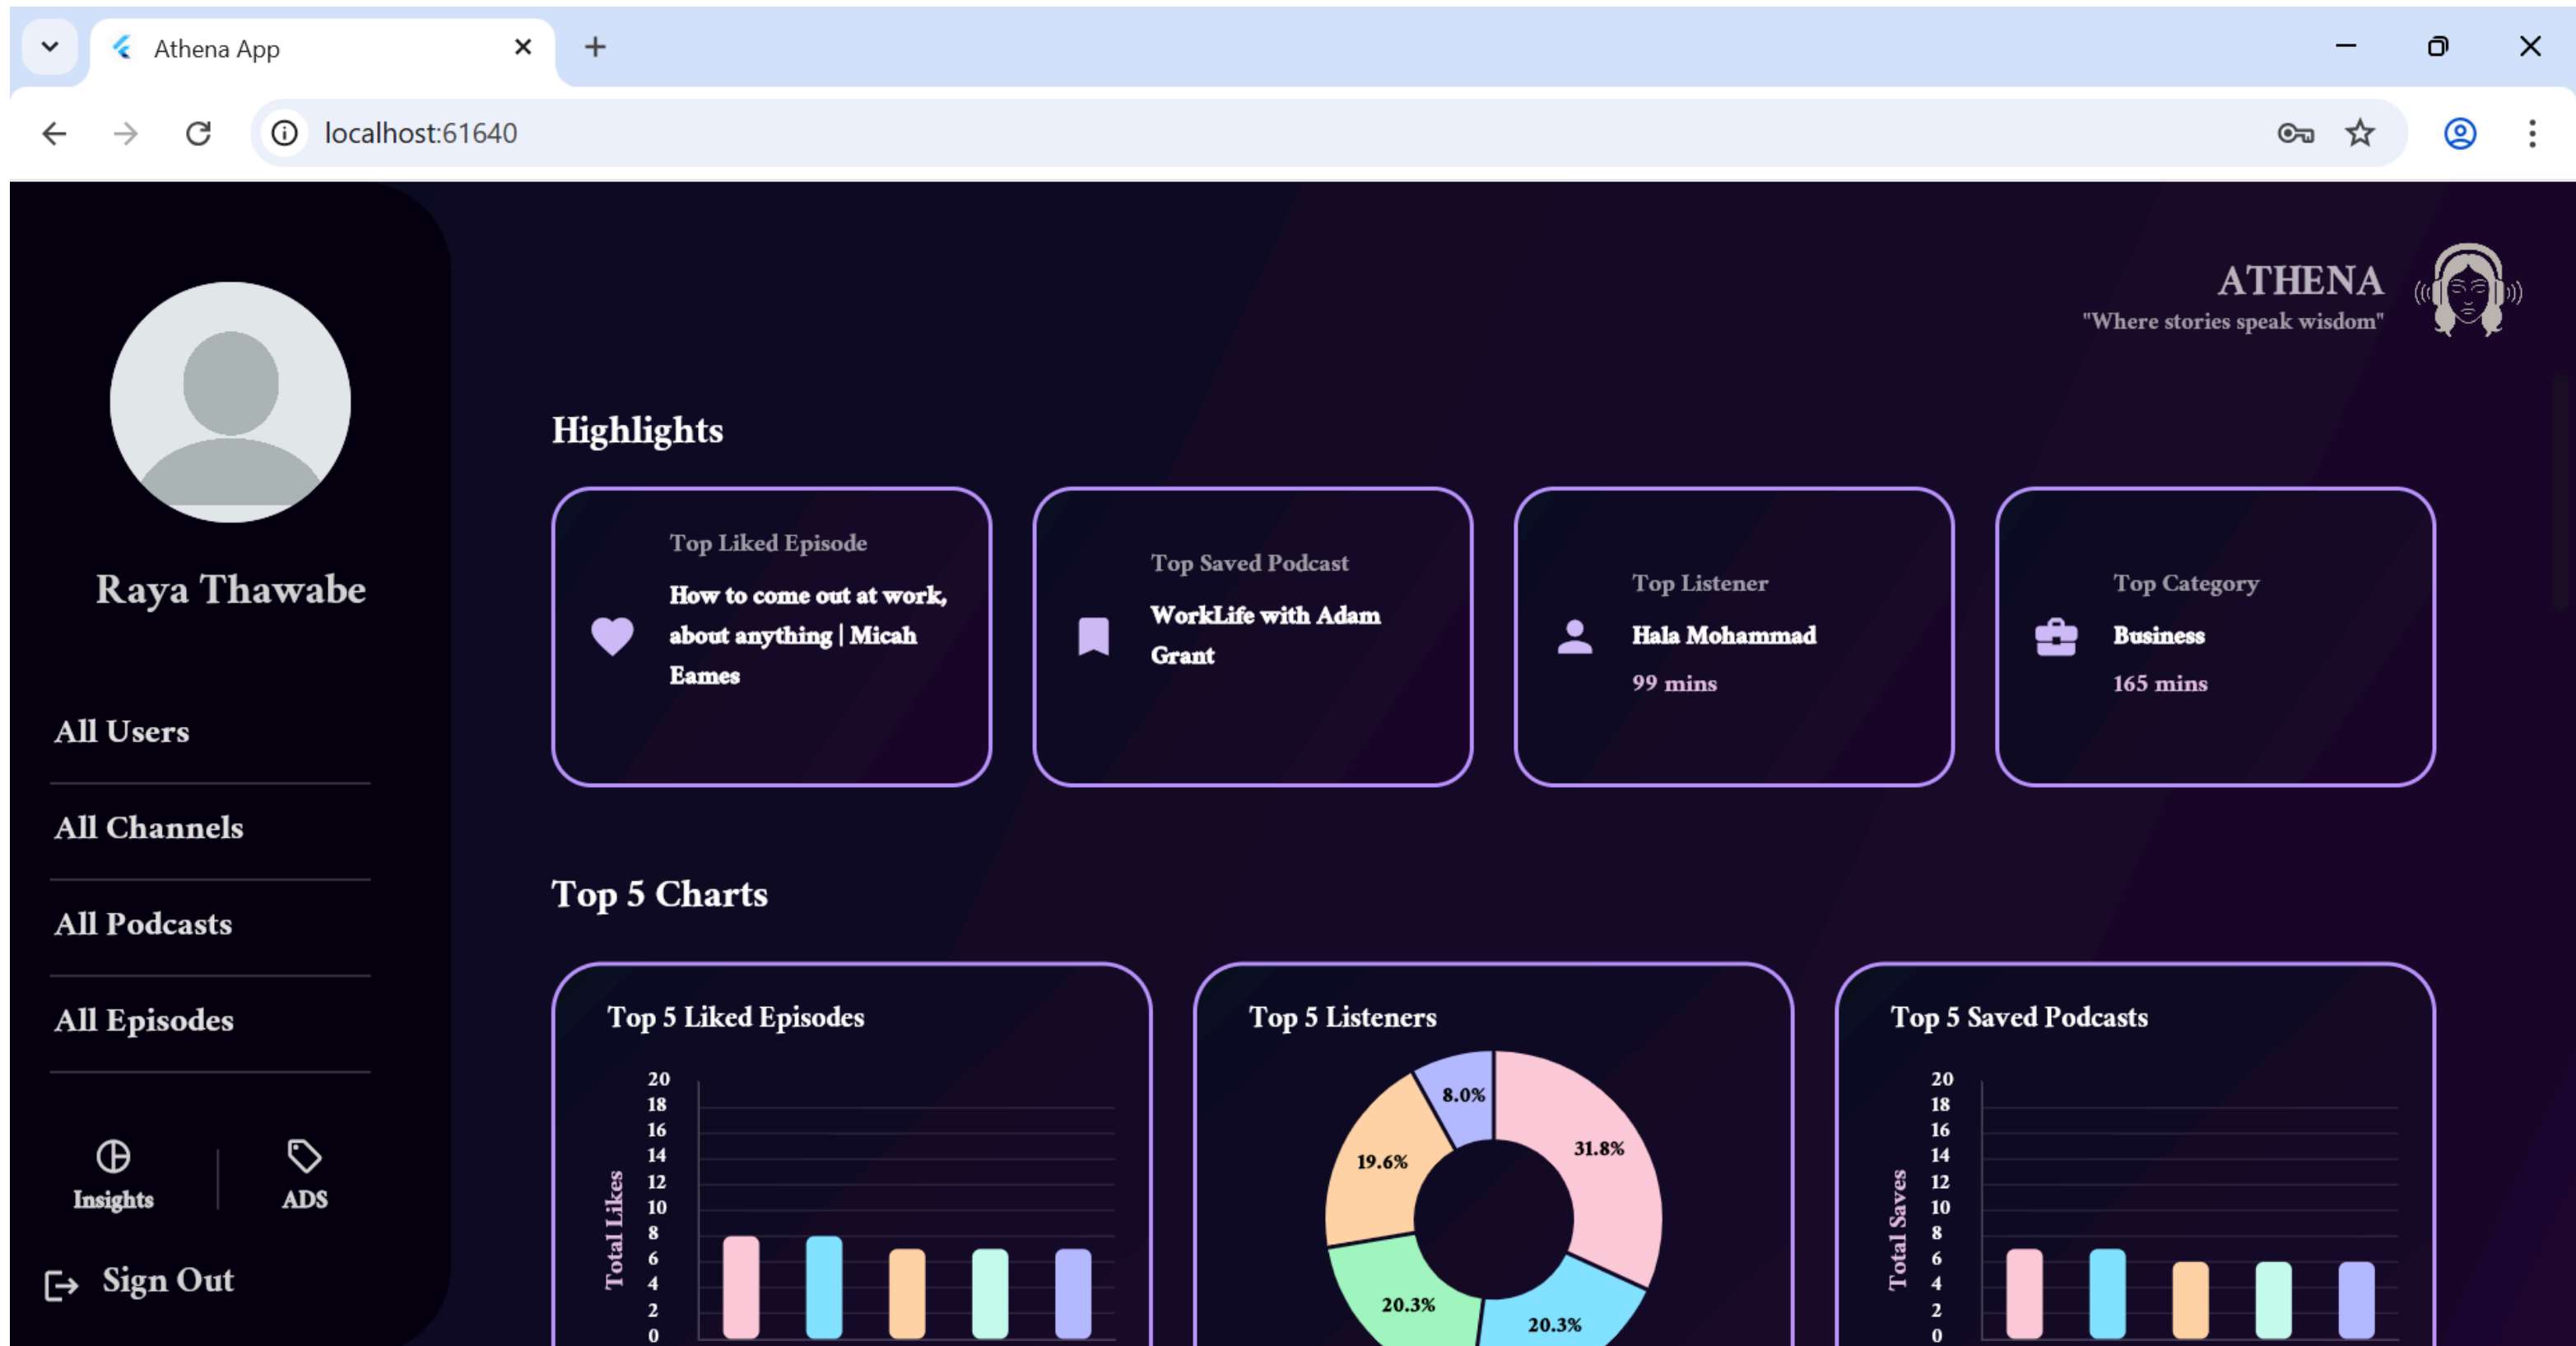 Athena App
localhost:61640
ATHENA
"Where stories speak wisdom"
Raya Thawabe
All Users
All Channels
All Podcasts
All Episodes
Insights
ADS
Sign Out
Highlights
Top Liked Episode
How to come out at work,
about anything | Micah
Eames
Top Saved Podcast
WorkLife with Adam
Grant
Top Listener
Hala Mohammad
99 mins
Top Category
Business
165 mins
Top 5 Charts
Top 5 Liked Episodes
Total Likes
20
18
16
14
12
10
8
6
4
2
0
Top 5 Listeners
8.0%
31.8%
19.6%
20.3%
20.3%
Top 5 Saved Podcasts
Total Saves
20
18
16
14
12
10
8
6
4
2
0